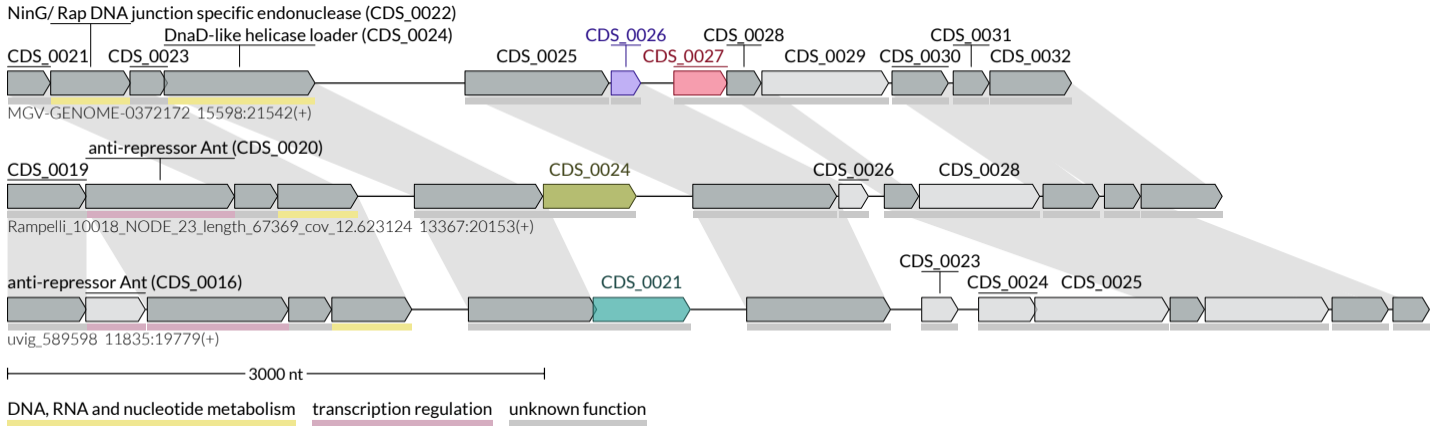 NinG/ Rap DNA junction specific endonuclease (CDS_0022)
DnaD-like helicase loader (CDS_0024) CDS_0026 CDS_0028 CDS_0031
CDS_0021 CDS_0023 CDS_0025 CDS_0027 CDS_0029 CDS_0030 CDS_0032
MGV-GENOME-0372172 15598:21542(+)
anti-repressor Ant (CDS_0020)
CDS_0019 CDS_0024 CDS_0026 CDS_0028
Rampelli_10018_NODE_23_length_67369_cov_12.623124 13367:20153(+)
CDS_0023
anti-repressor Ant (CDS_0016) CDS_0021 CDS_0024 CDS_0025
uvig_589598 11835:19779(+)
3000 nt
DNA, RNA and nucleotide metabolism transcription regulation unknown function